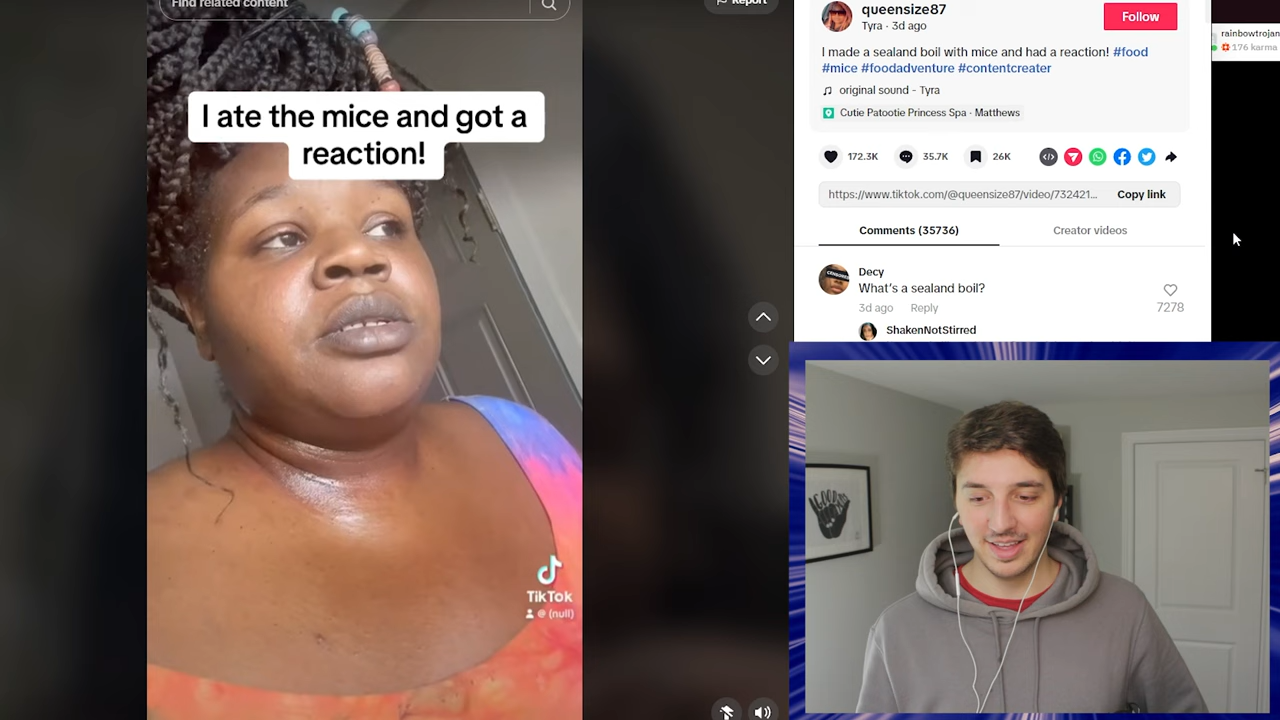 Find related content
Report
I ate the mice and got a
reaction!
TikTok
@ (null)
queensize87
Tyra · 3d ago
Follow
I made a sealand boil with mice and had a reaction! #food
#mice #foodadventure #contentcreater
original sound - Tyra
Cutie Patootie Princess Spa · Matthews
172.3K
35.7K
26K
https://www.tiktok.com/@queensize87/video/732421...
Copy link
Comments (35736)
Creator videos
Decy
What's a sealand boil?
3d ago
Reply
7278
ShakenNotStirred
rainbowtrojan
176 karma
CENSORED